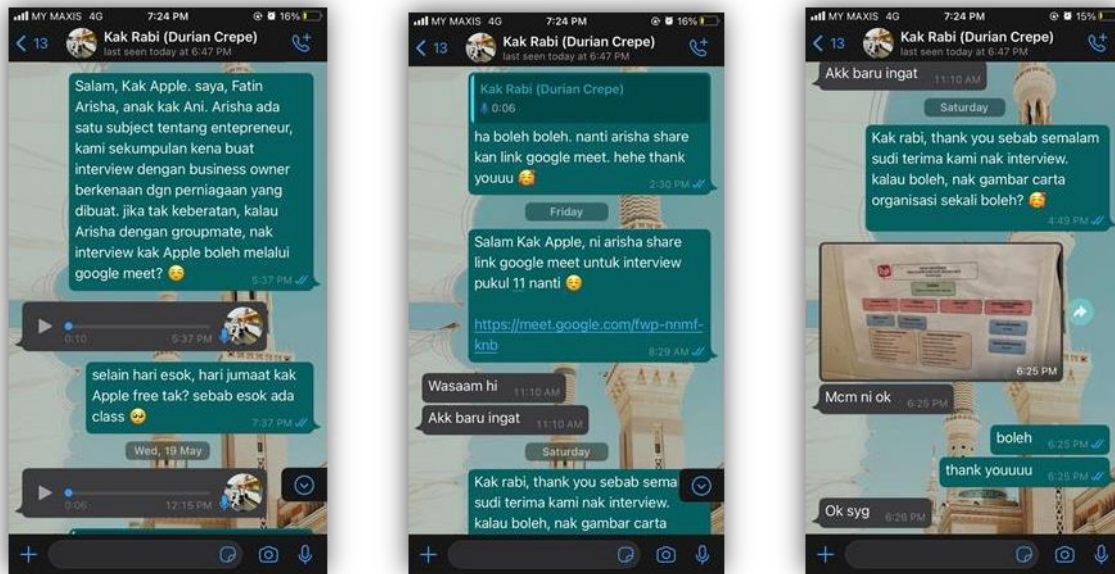 MY MAXIS 4G 7:24 PM 16%
13 Kak Rabi (Durian Crepe)
last seen today at 6:47 PM
Salam, Kak Apple. saya, Fatin
Arisha, anak kak Ani. Arisha ada
satu subject tentang entepreneur,
kami sekumpulan kena buat
interview dengan business owner
berkenaan dgn perniagaan yang
dibuat. jika tak keberatan, kalau
Arisha dengan groupmate, nak
interview kak Apple boleh melalui
google meet?
5:37 PM
0:10 5:37 PM
selain hari esok, hari jumaat kak
Apple free tak? sebab esok ada
class
7:37 PM
Wed, 19 May
0:06 12:15 PM
MY MAXIS 4G 7:24 PM 16%
13 Kak Rabi (Durian Crepe)
last seen today at 6:47 PM
Kak Rabi (Durian Crepe)
0:06
ha boleh boleh. nanti arisha share
kan link google meet. hehe thank
youuu
2:30 PM
Friday
Salam Kak Apple, ni arisha share
link google meet untuk interview
pukul 11 nanti
https://meet.google.com/fwp-nnmf-
knb
8:29 AM
Wasaam hi 11:10 AM
Akk baru ingat 11:10 AM
Saturday
Kak rabi, thank you sebab sema
sudi terima kami nak interview.
kalau boleh, nak gambar carta
MY MAXIS 4G 7:24 PM 15%
13 Kak Rabi (Durian Crepe)
last seen today at 6:47 PM
Akk baru ingat 11:10 AM
Saturday
Kak rabi, thank you sebab semalam
sudi terima kami nak interview.
kalau boleh, nak gambar carta
organisasi sekali boleh?
4:49 PM
6:25 PM
Mcm ni ok 6:25 PM
boleh 6:25 PM
thank youuuu 6:25 PM
Ok syg 6:26 PM